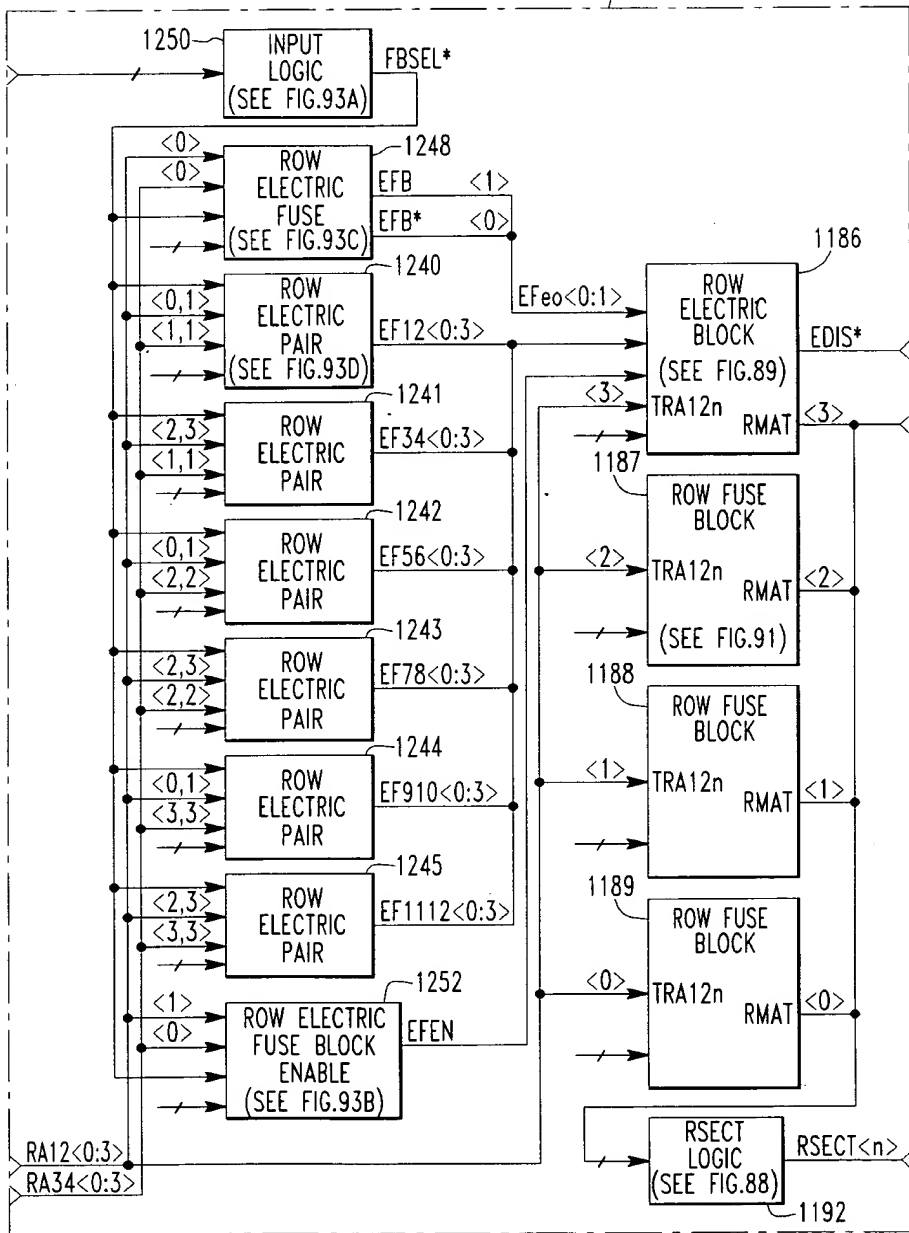 1250
INPUT
LOGIC
(SEE FIG.93A)
FBSEL*
<0>
<0>
ROW
ELECTRIC
FUSE
(SEE FIG.93C)
1248
EFB
<1>
EFB*
<0>
1240
<0,1>
<1,1>
ROW
ELECTRIC
PAIR
(SEE FIG.93D)
EF12<0:3>
1241
<2,3>
<1,1>
ROW
ELECTRIC
PAIR
EF34<0:3>
1242
<0,1>
<2,2>
ROW
ELECTRIC
PAIR
EF56<0:3>
1243
<2,3>
<2,2>
ROW
ELECTRIC
PAIR
EF78<0:3>
1244
<0,1>
<3,3>
ROW
ELECTRIC
PAIR
EF910<0:3>
1245
<2,3>
<3,3>
ROW
ELECTRIC
PAIR
EF1112<0:3>
1252
<1>
<0>
ROW ELECTRIC
FUSE BLOCK
ENABLE
(SEE FIG.93B)
EFEN
RA12<0:3>
RA34<0:3>
1186
EFeo<0:1>
ROW
ELECTRIC
BLOCK
(SEE FIG.89)
EDIS*
<3>
TRA12n
RMAT
<3>
1187
ROW FUSE
BLOCK
<2>
TRA12n
RMAT
<2>
(SEE FIG.91)
1188
ROW FUSE
BLOCK
<1>
TRA12n
RMAT
<1>
1189
ROW FUSE
BLOCK
<0>
TRA12n
RMAT
<0>
RSECT
LOGIC
(SEE FIG.88)
RSECT<n>
1192